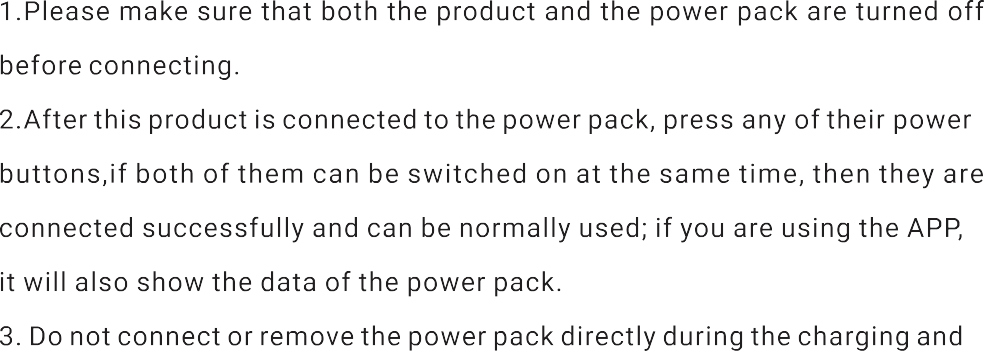 1.Please make sure that both the product and the power pack are turned off
before connecting.
2.After this product is connected to the power pack, press any of their power
buttons,if both of them can be switched on at the same time, then they are
connected successfully and can be normally used; if you are using the APP,
it will also show the data of the power pack.
3. Do not connect or remove the power pack directly during the charging and